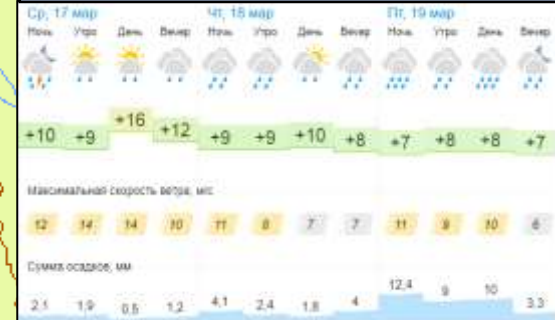 Ср, 17 мар Чт, 18 мар Пт, 19 мар
Ночь Утро День Вечер Ночь Утро День Вечер Ночь Утро День Вечер
+10 +9 +16 +12 +9 +9 +10 +8 +7 +8 +8 +7
Максимальная скорость ветра, м/с
12 14 14 10 11 8 7 7 11 9 10 6
Сумма осадков, мм
2,1 1,9 0,5 1,2 4,1 2,4 1,8 4 12,4 9 10 3,3